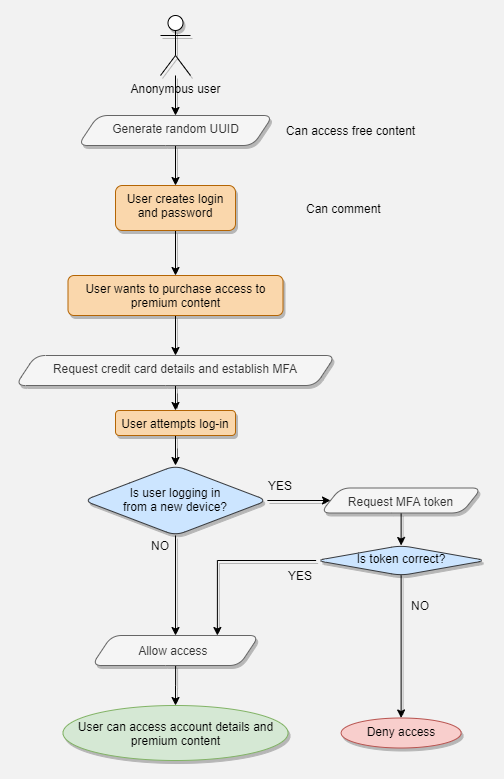 Anonymous user
Generate random UUID
Can access free content
User creates login
and password
Can comment
User wants to purchase access to
premium content
Request credit card details and establish MFA
User attempts log-in
Is user logging in
from a new device?
YES
Request MFA token
NO
Is token correct?
YES
NO
Allow access
User can access account details and
premium content
Deny access